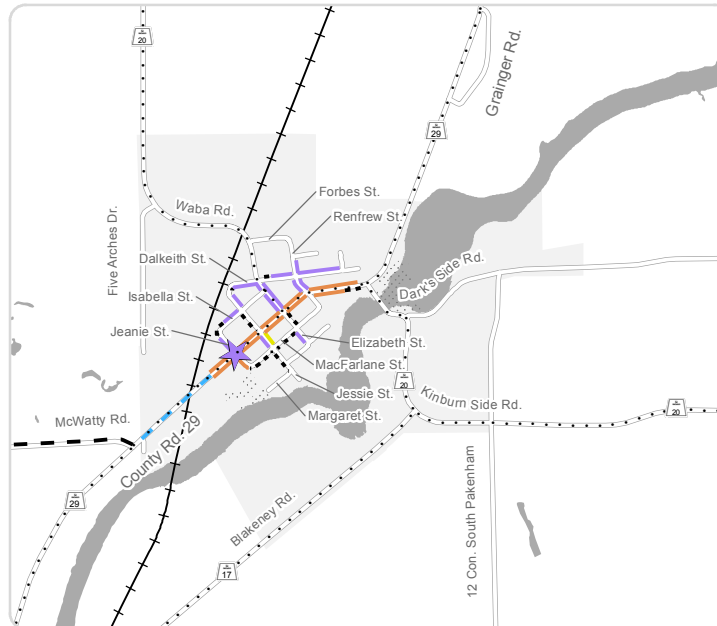 20
Grainger Rd.
29
Forbes St.
Waba Rd.
Renfrew St.
Five Arches Dr.
Dalkeith St.
Dark's Side Rd.
Isabella St.
Jeanie St.
Elizabeth St.
MacFarlane St.
20
Jessie St.
Kinburn Side Rd.
McWatty Rd.
Margaret St.
20
County Rd. 29
29
Blakeney Rd.
12 Con. South Pakenham
17